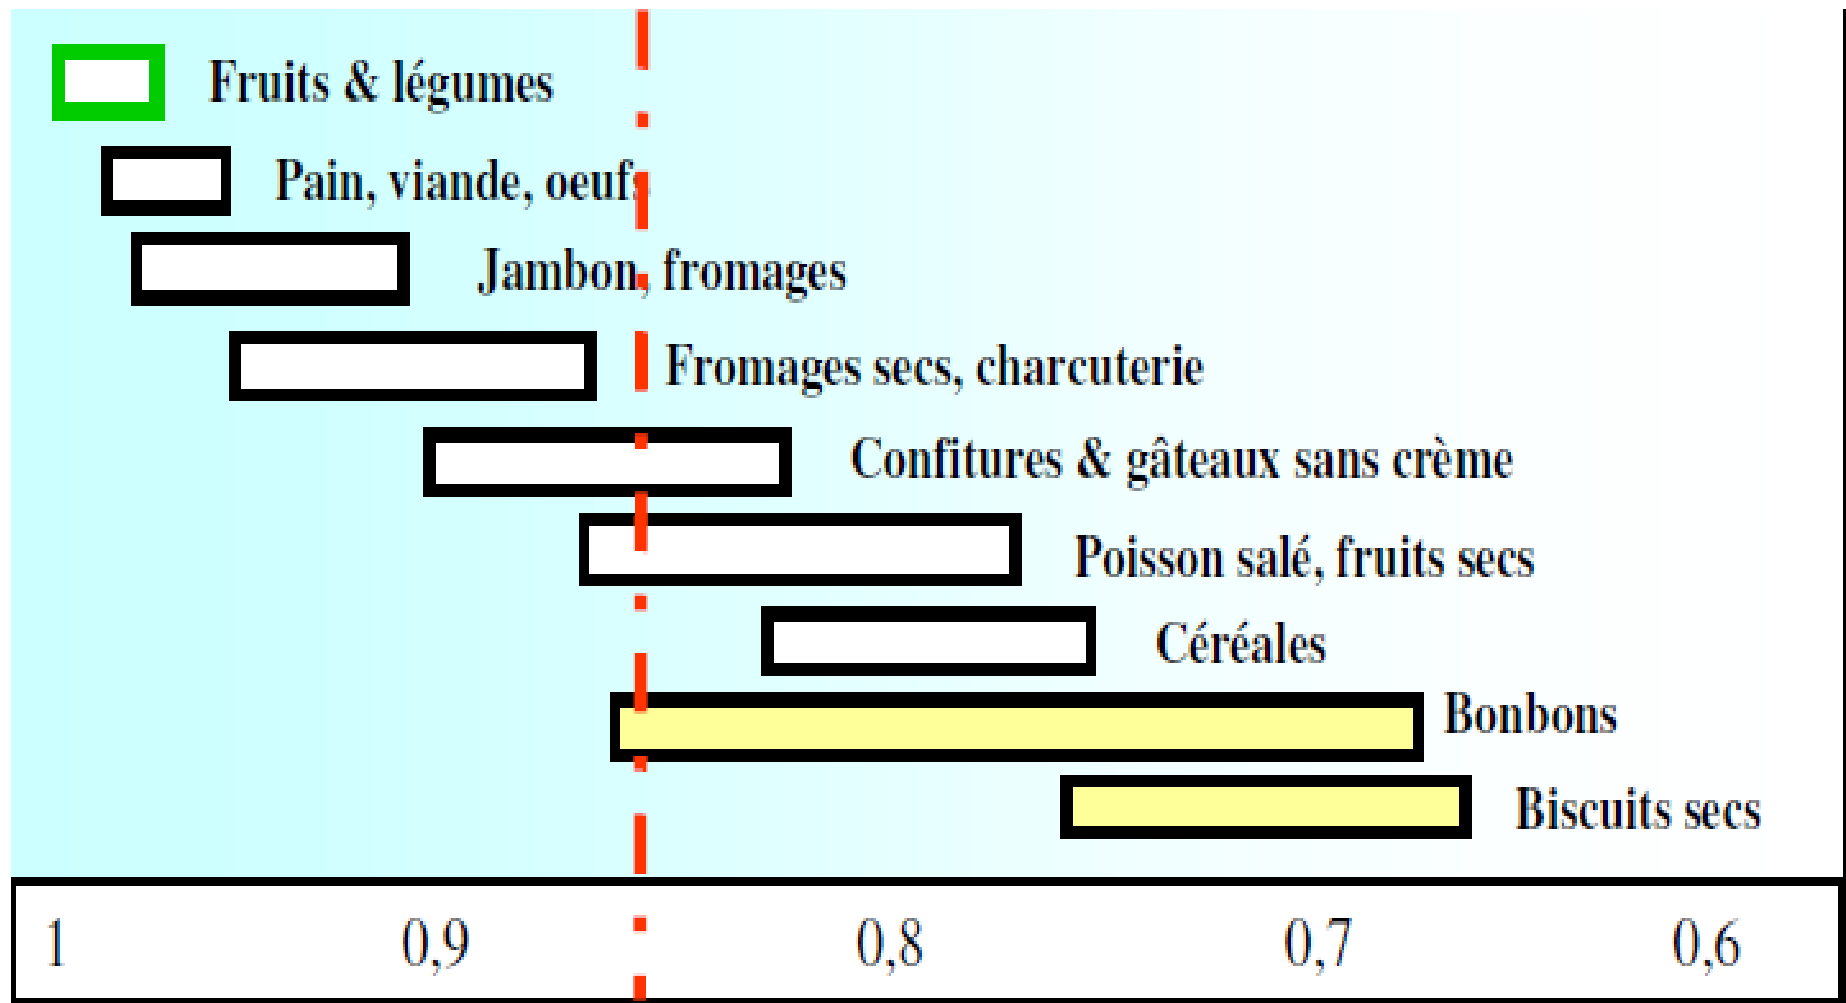 Fruits & légumes
Pain, viande, oeufs
Jambon, fromages
Fromages secs, charcuterie
Confitures & gâteaux sans crème
Poisson salé, fruits secs
Céréales
Bonbons
Biscuits secs
1 0,9 0,8 0,7 0,6